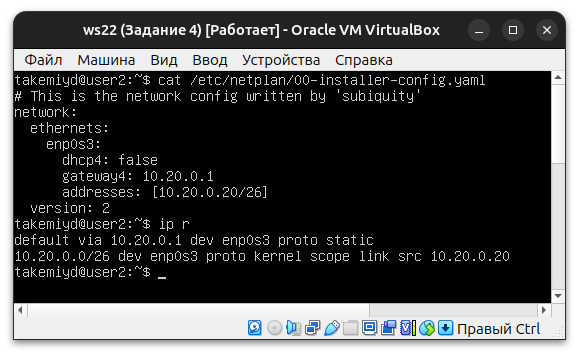 ws22 (Задание 4) [Работает] - Oracle VM VirtualBox
Файл Машина Вид Ввод Устройства Справка
takemiyd@user2:~$ cat /etc/netplan/00-installer-config.yaml
# This is the network config written by 'subiquity'
network:
  ethernets:
    enp0s3:
      dhcp4: false
      gateway4: 10.20.0.1
      addresses: [10.20.0.20/26]
  version: 2
takemiyd@user2:~$ ip r
default via 10.20.0.1 dev enp0s3 proto static
10.20.0.0/26 dev enp0s3 proto kernel scope link src 10.20.0.20
takemiyd@user2:~$ _
Правый Ctrl